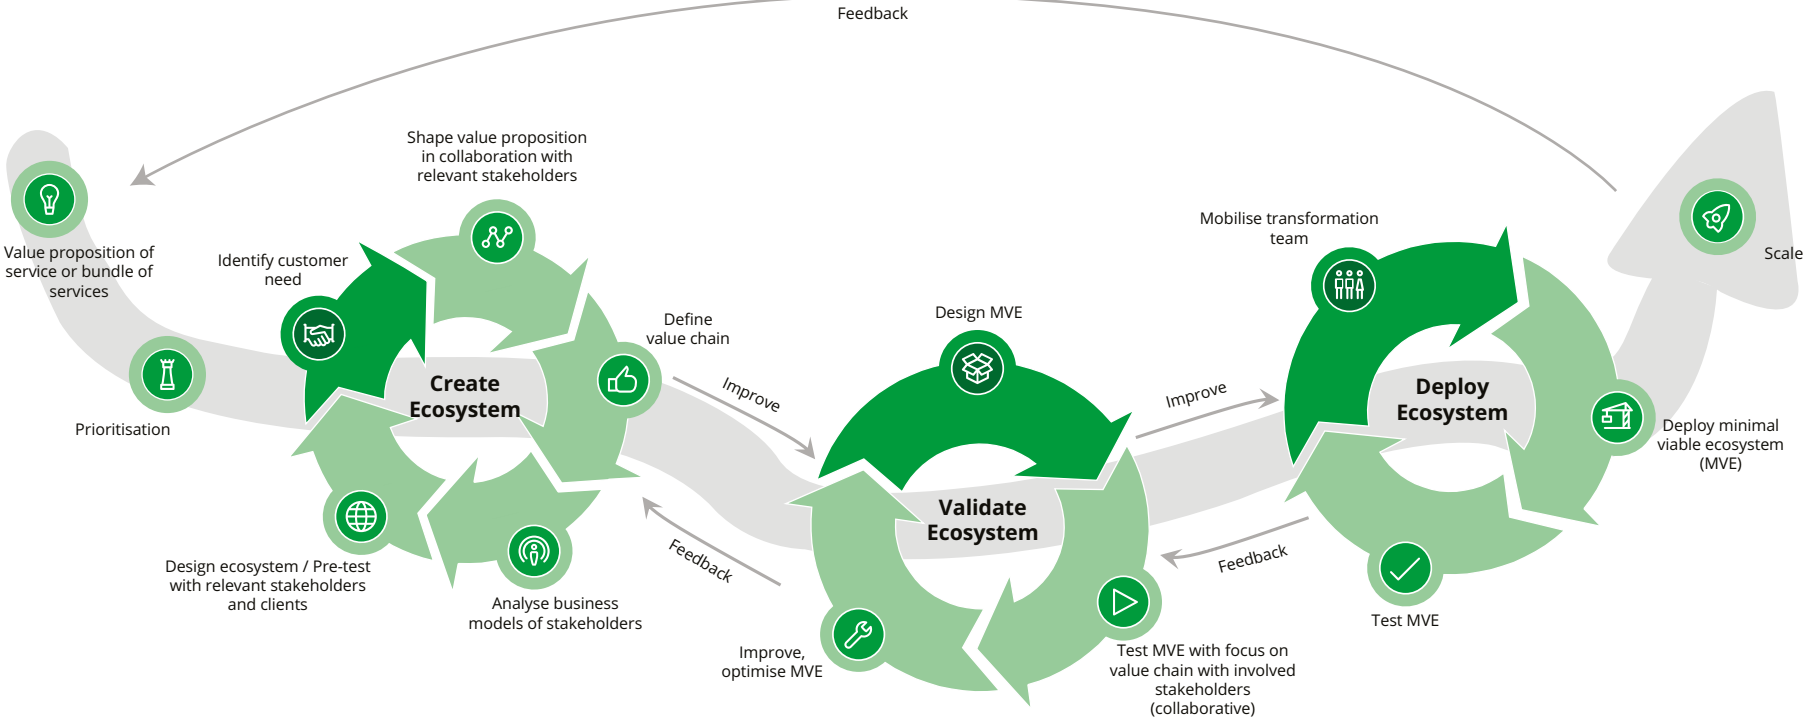 Feedback
Value proposition of
service or bundle of
services
Prioritisation
Identify customer
need
Shape value proposition
in collaboration with
relevant stakeholders
Define
value chain
Create
Ecosystem
Analyse business
models of stakeholders
Design ecosystem / Pre-test
with relevant stakeholders
and clients
Improve
Feedback
Design MVE
Validate
Ecosystem
Test MVE with focus on
value chain with involved
stakeholders
(collaborative)
Improve,
optimise MVE
Improve
Feedback
Mobilise transformation
team
Deploy
Ecosystem
Deploy minimal
viable ecosystem
(MVE)
Test MVE
Scale